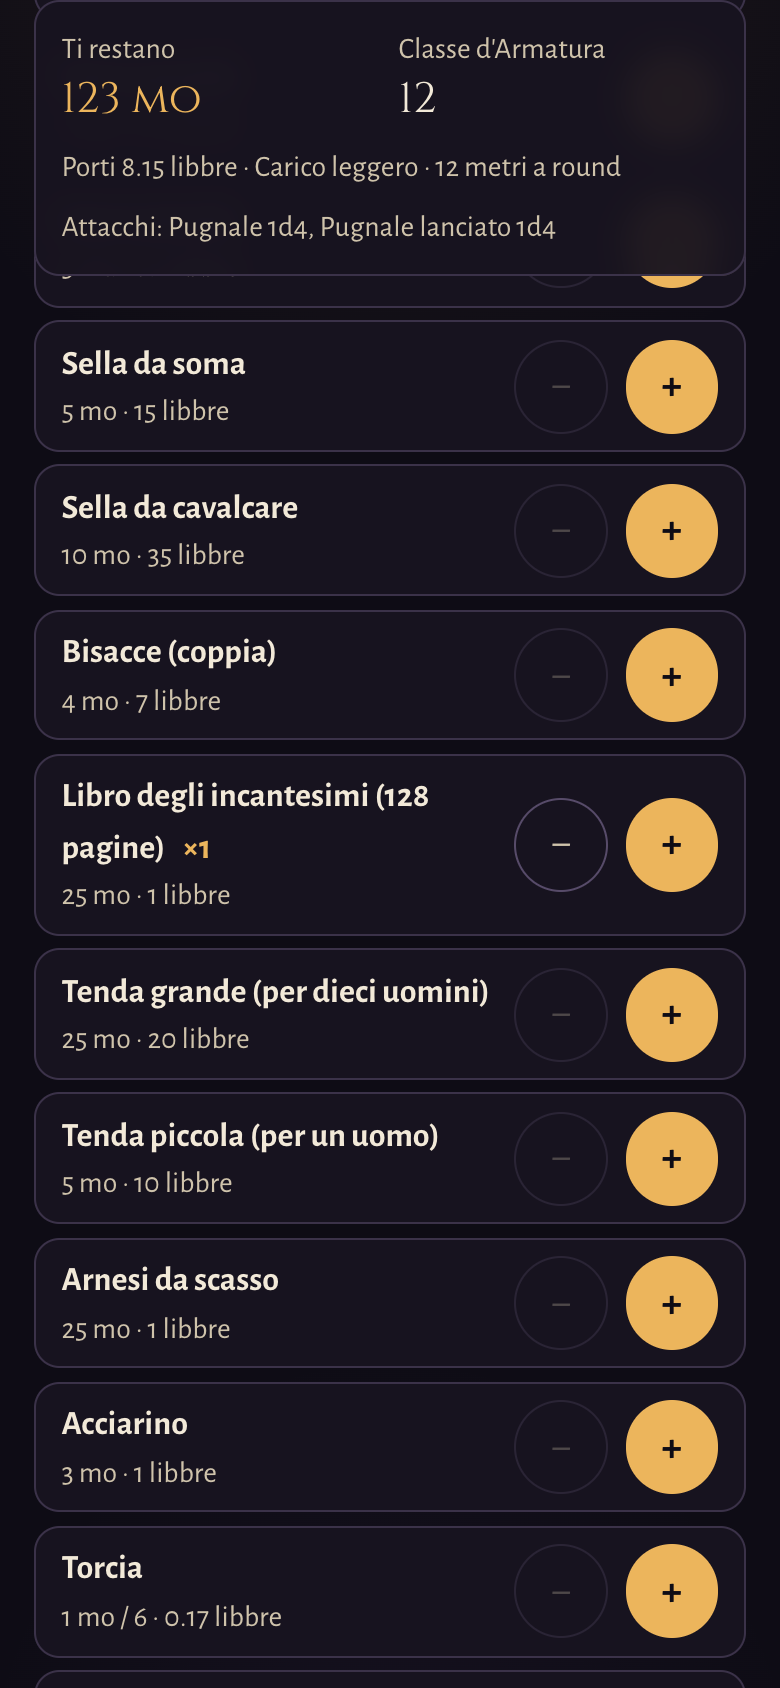 Ti restano
123 MO
Classe d'Armatura
12
Porti 8.15 libbre · Carico leggero · 12 metri a round
Attacchi: Pugnale 1d4, Pugnale lanciato 1d4
Sella da soma
5 mo · 15 libbre
− +
Sella da cavalcare
10 mo · 35 libbre
− +
Bisacce (coppia)
4 mo · 7 libbre
− +
Libro degli incantesimi (128
pagine) ×1
25 mo · 1 libbre
− +
Tenda grande (per dieci uomini)
25 mo · 20 libbre
− +
Tenda piccola (per un uomo)
5 mo · 10 libbre
− +
Arnesi da scasso
25 mo · 1 libbre
− +
Acciarino
3 mo · 1 libbre
− +
Torcia
1 mo / 6 · 0.17 libbre
− +